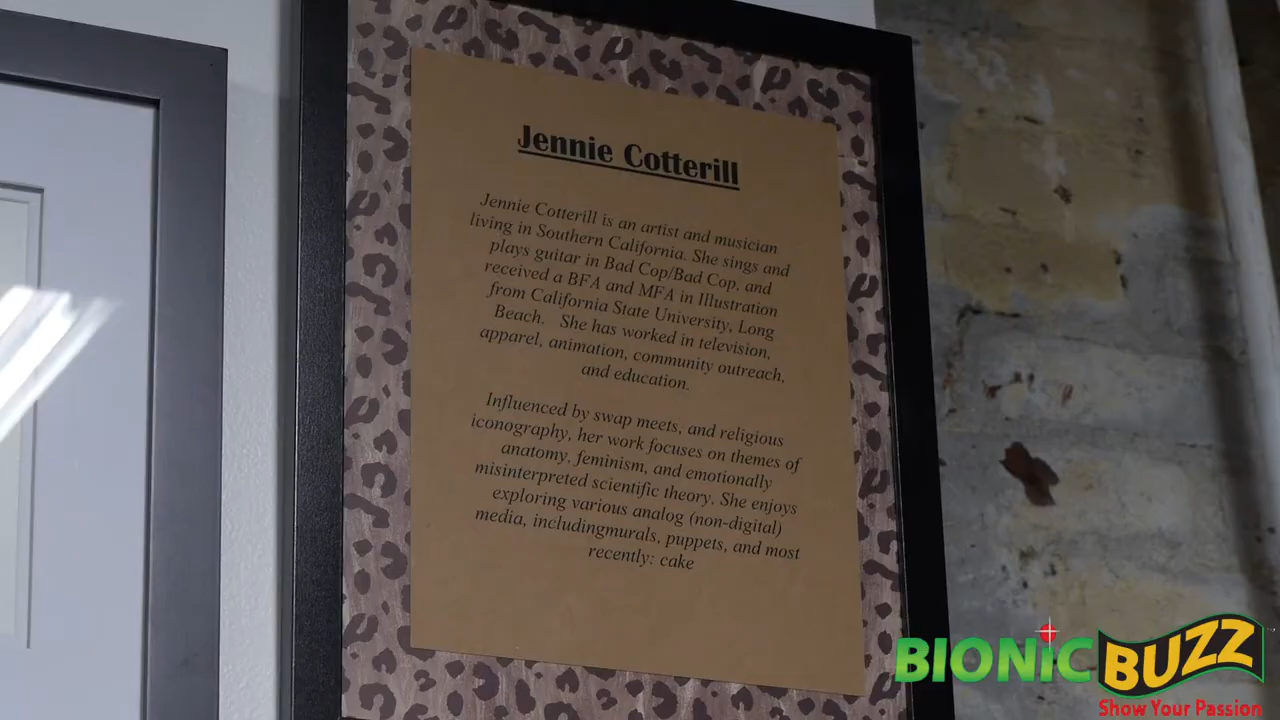 Jennie Cotterill
Jennie Cotterill is an artist and musician
living in Southern California. She sings and
plays guitar in Bad Cop/Bad Cop, and
received a BFA and MFA in Illustration
from California State University, Long
Beach. She has worked in television,
apparel, animation, community outreach,
and education.
Influenced by swap meets, and religious
iconography, her work focuses on themes of
anatomy, feminism, and emotionally
misinterpreted scientific theory. She enjoys
exploring various analog (non-digital)
media, includingmurals, puppets, and most
recently: cake
BIONiC BUZZ
Show Your Passion